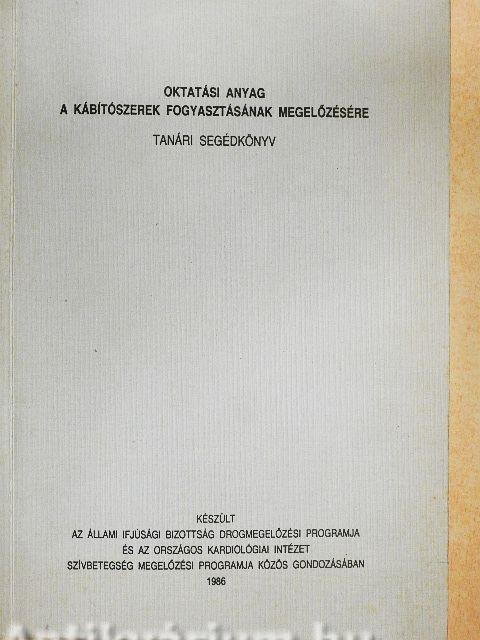 OKTATÁSI ANYAG
A KÁBÍTÓSZEREK FOGYASZTÁSÁNAK MEGELŐZÉSÉRE
TANÁRI SEGÉDKÖNYV
KÉSZÜLT
AZ ÁLLAMI IFJÚSÁGI BIZOTTSÁG DROGMEGELŐZÉSI PROGRAMJA
ÉS AZ ORSZÁGOS KARDIOLÓGIAI INTÉZET
SZÍVBETEGSÉG MEGELŐZÉSI PROGRAMJA KÖZÖS GONDOZÁSÁBAN
1986